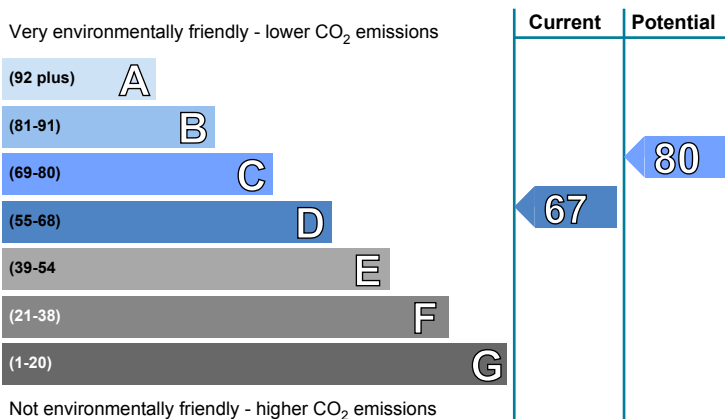 Very environmentally friendly - lower CO2 emissions
Current
Potential
(92 plus) A
(81-91) B
(69-80) C
(55-68) D
(39-54 E
(21-38) F
(1-20) G
67
80
Not environmentally friendly - higher CO2 emissions